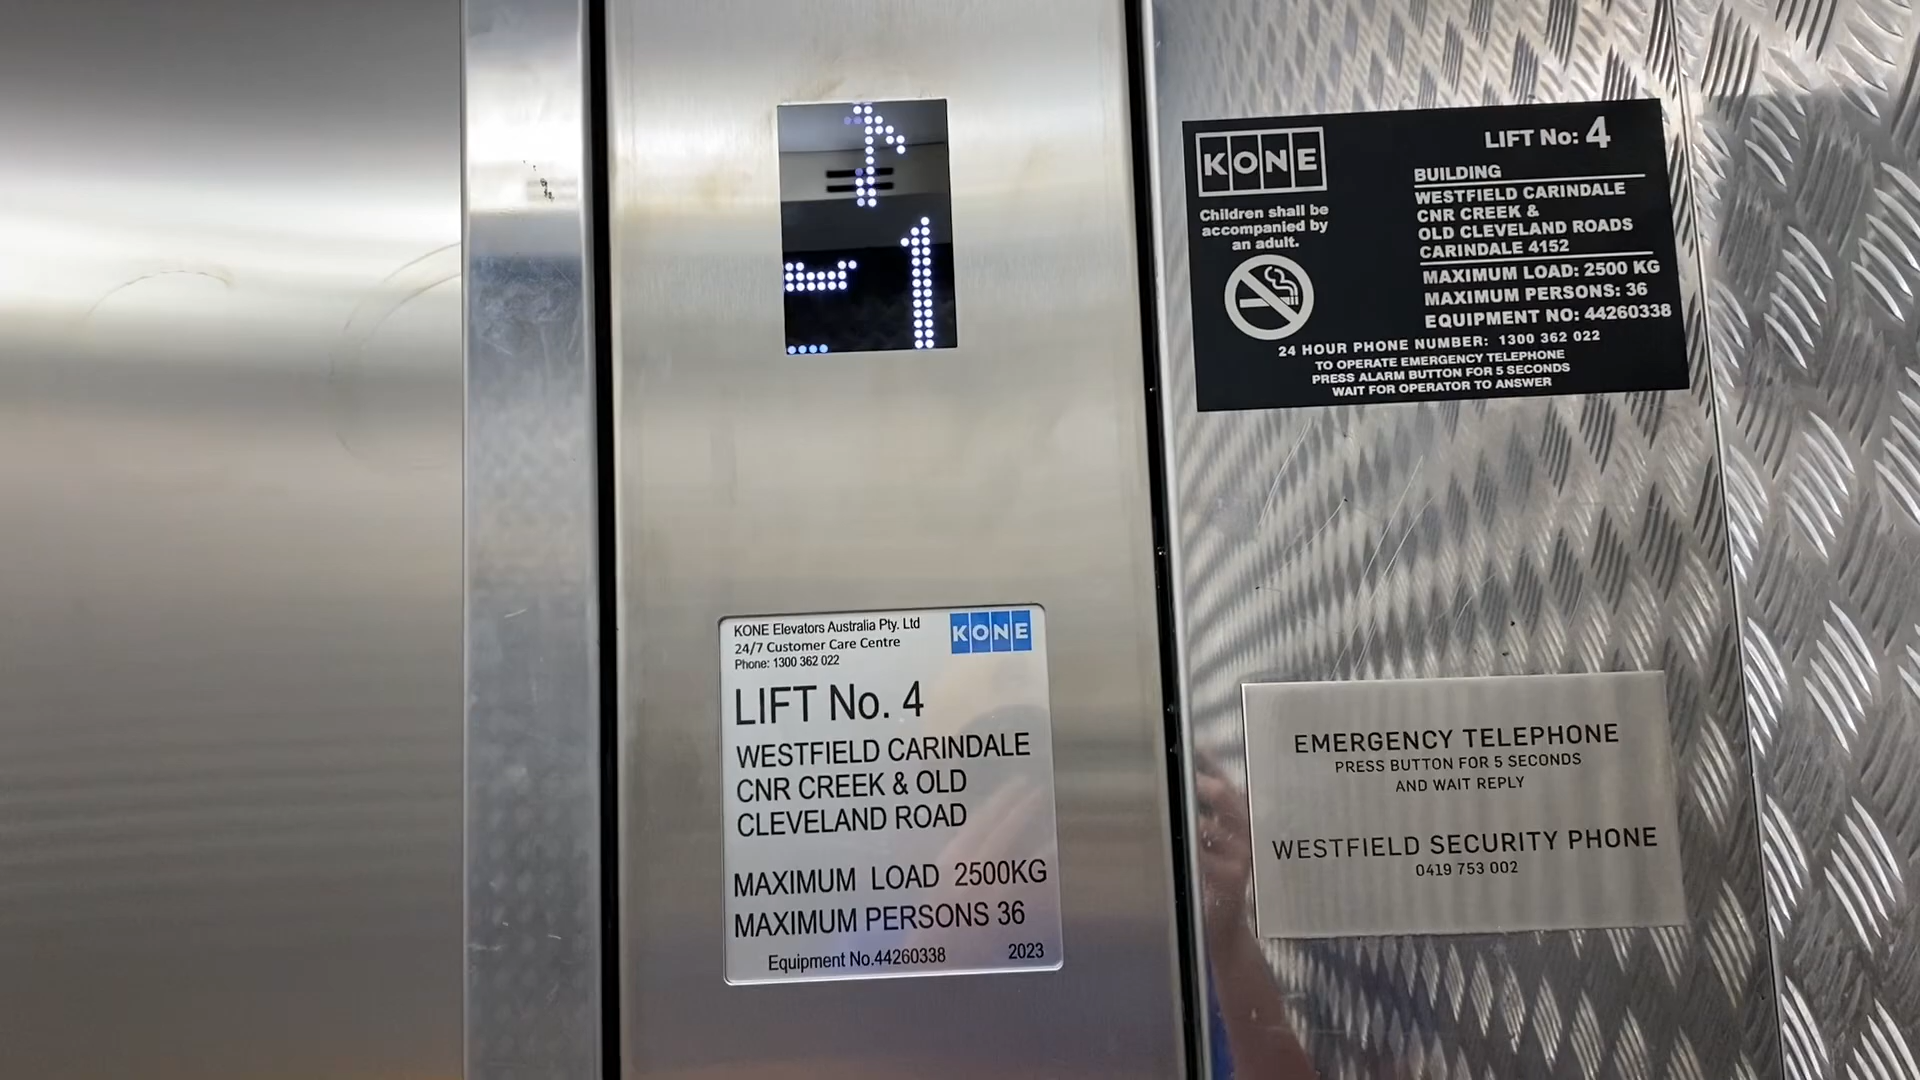 1
KONE Elevators Australia Pty. Ltd
24/7 Customer Care Centre
Phone: 1300 362 022
KONE
LIFT No. 4
WESTFIELD CARINDALE
CNR CREEK & OLD
CLEVELAND ROAD
MAXIMUM LOAD 2500KG
MAXIMUM PERSONS 36
Equipment No.44260338 2023
KONE
Children shall be
accompanied by
an adult.
LIFT No: 4
BUILDING
WESTFIELD CARINDALE
CNR CREEK &
OLD CLEVELAND ROADS
CARINDALE 4152
MAXIMUM LOAD: 2500 KG
MAXIMUM PERSONS: 36
EQUIPMENT NO: 44260338
24 HOUR PHONE NUMBER: 1300 362 022
TO OPERATE EMERGENCY TELEPHONE
PRESS ALARM BUTTON FOR 5 SECONDS
WAIT FOR OPERATOR TO ANSWER
EMERGENCY TELEPHONE
PRESS BUTTON FOR 5 SECONDS
AND WAIT REPLY
WESTFIELD SECURITY PHONE
0419 753 002